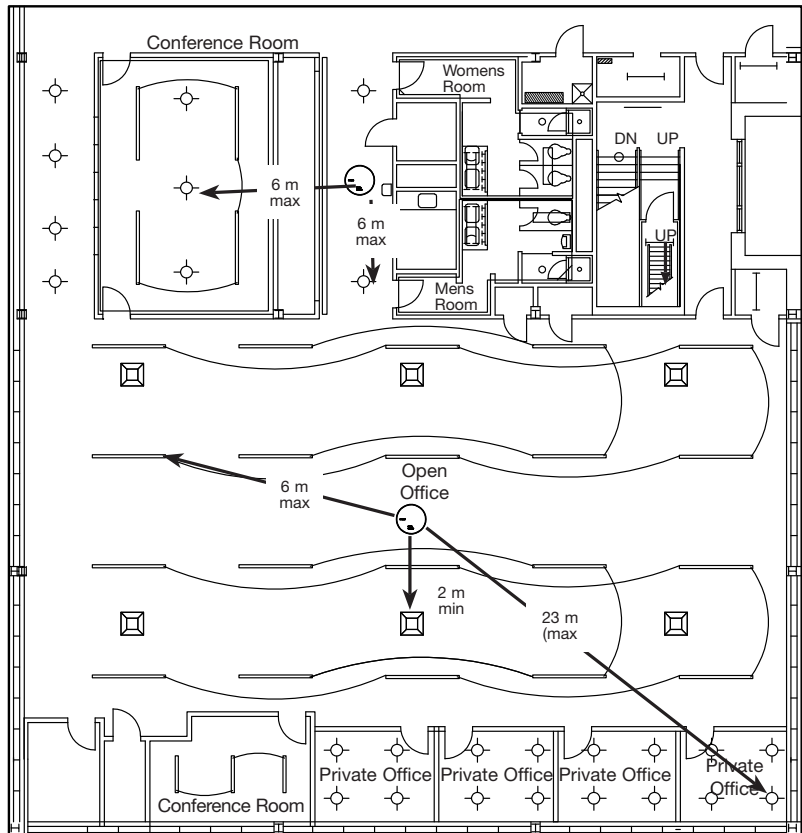 Conference Room
Womens
Room
DN
UP
6 m
max
6 m
max
UP
Mens
Room
Open
Office
6 m
max
2 m
min
23 m
(max
Private Office
Private Office
Private Office
Private
Office
Conference Room